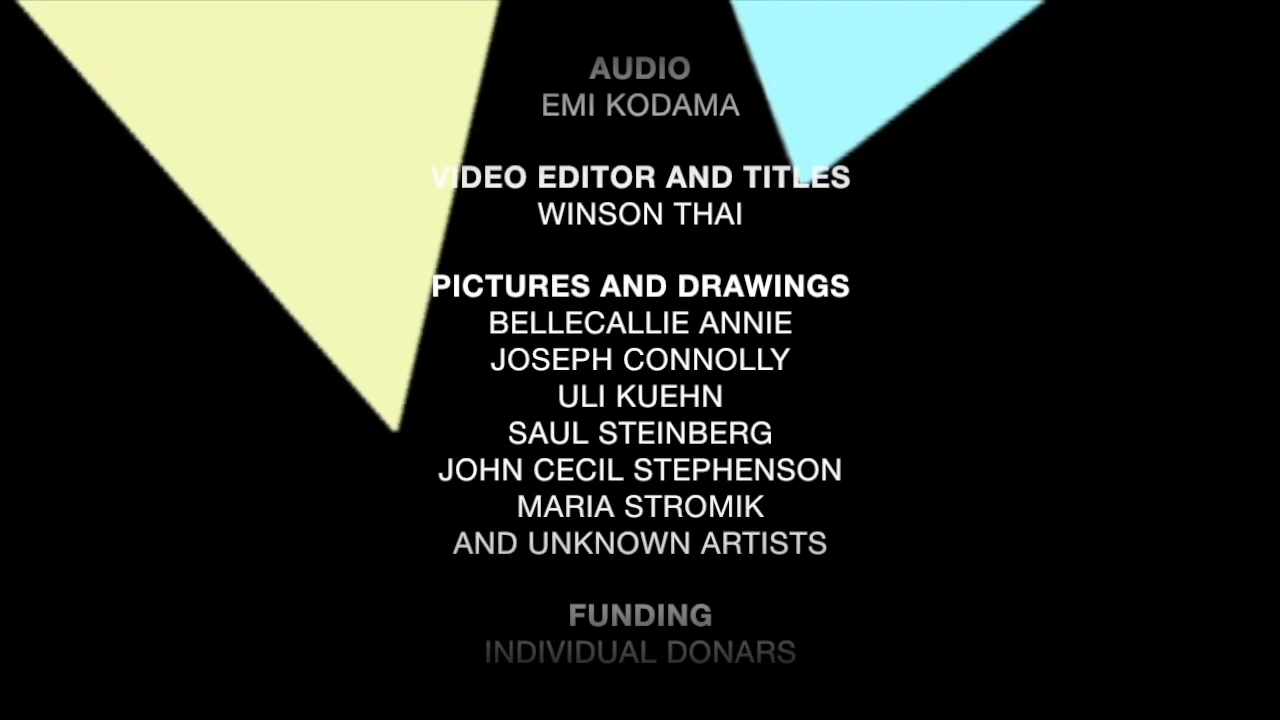 AUDIO
EMI KODAMA
VIDEO EDITOR AND TITLES
WINSON THAI
PICTURES AND DRAWINGS
BELLECALLIE ANNIE
JOSEPH CONNOLLY
ULI KUEHN
SAUL STEINBERG
JOHN CECIL STEPHENSON
MARIA STROMIK
AND UNKNOWN ARTISTS
FUNDING
INDIVIDUAL DONARS